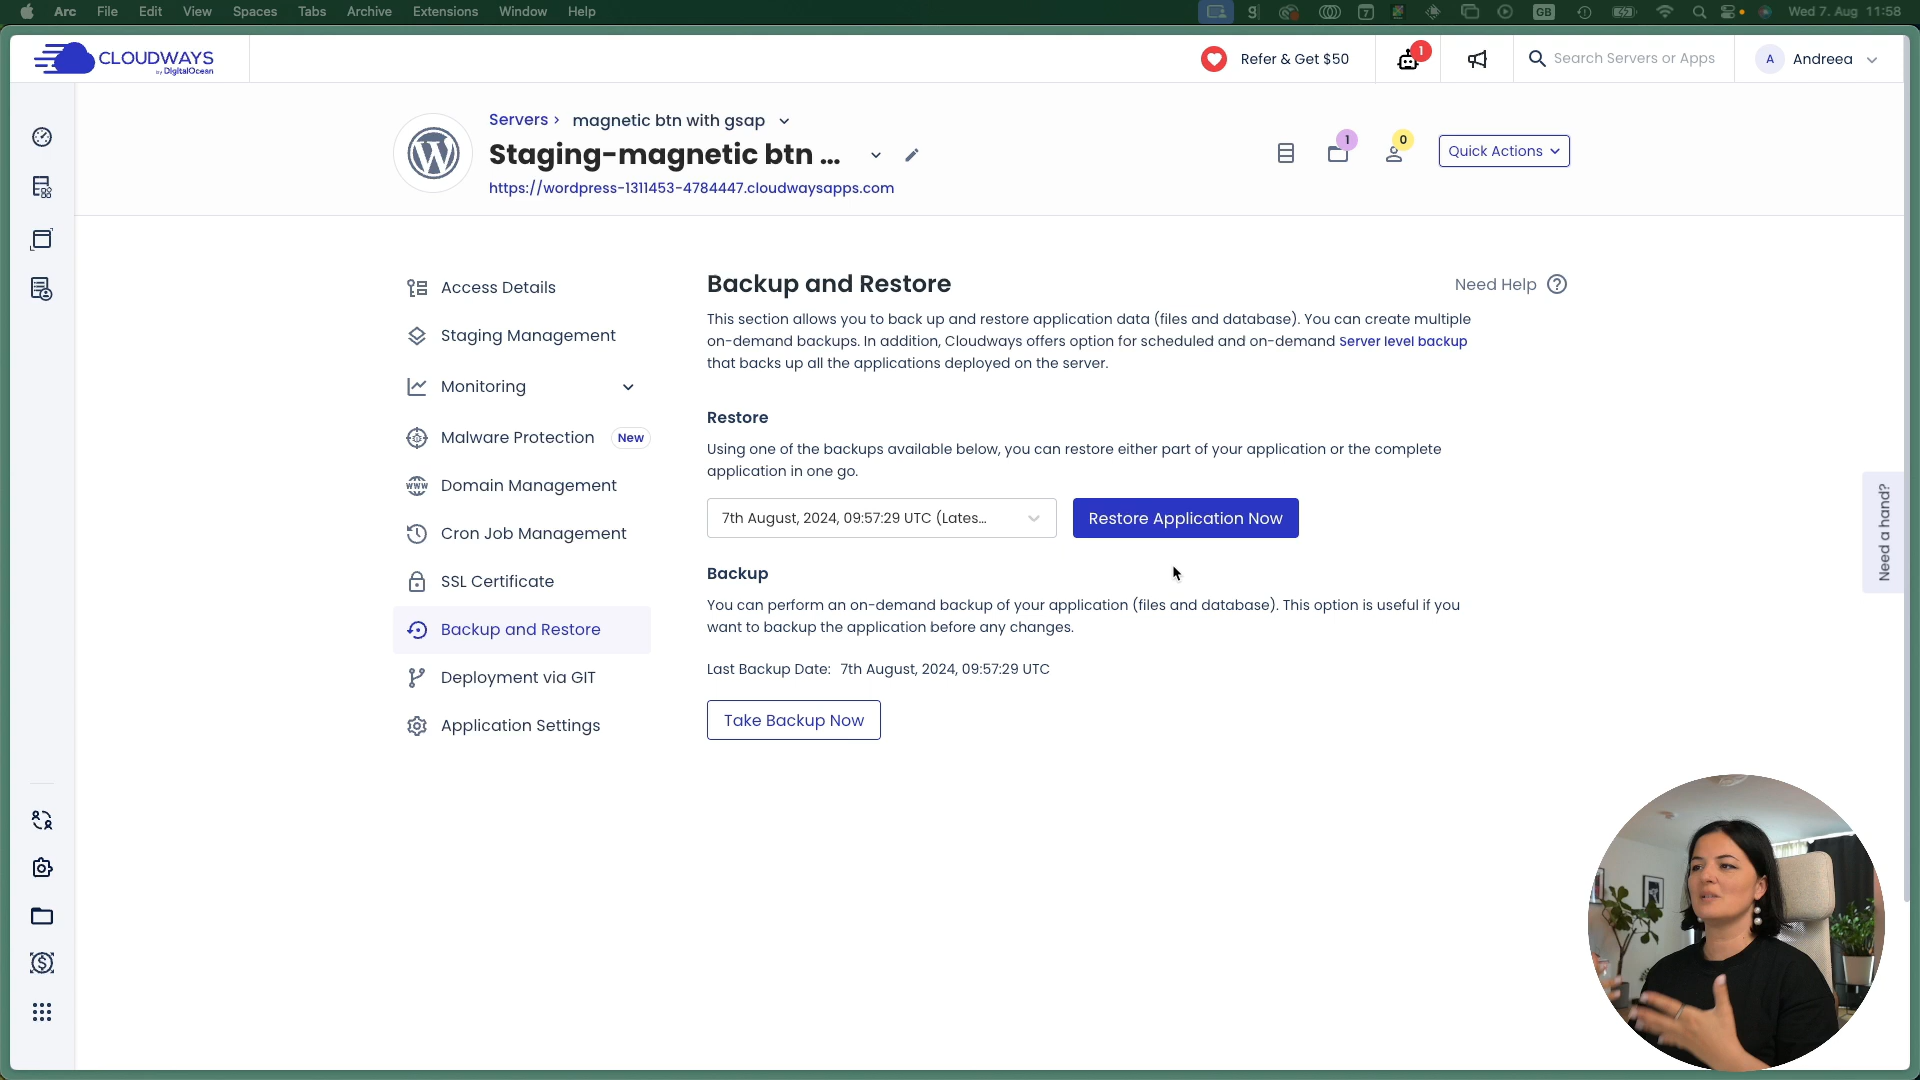 Arc File Edit View Spaces Tabs Archive Extensions Window Help
7 GB Wed 7. Aug 11:58
CLOUDWAYS
by DigitalOcean
Refer & Get $50
1
Search Servers or Apps
A Andreea
Servers › magnetic btn with gsap
Staging-magnetic btn ...
https://wordpress-1311453-4784447.cloudwaysapps.com
1
0
Quick Actions
Access Details
Staging Management
Monitoring
Malware Protection New
WWW Domain Management
Cron Job Management
SSL Certificate
Backup and Restore
Deployment via GIT
Application Settings
Backup and Restore
Need Help ?
This section allows you to back up and restore application data (files and database). You can create multiple
on-demand backups. In addition, Cloudways offers option for scheduled and on-demand Server level backup
that backs up all the applications deployed on the server.
Restore
Using one of the backups available below, you can restore either part of your application or the complete
application in one go.
7th August, 2024, 09:57:29 UTC (Lates...
Restore Application Now
Backup
You can perform an on-demand backup of your application (files and database). This option is useful if you
want to backup the application before any changes.
Last Backup Date: 7th August, 2024, 09:57:29 UTC
Take Backup Now
Need a hand?